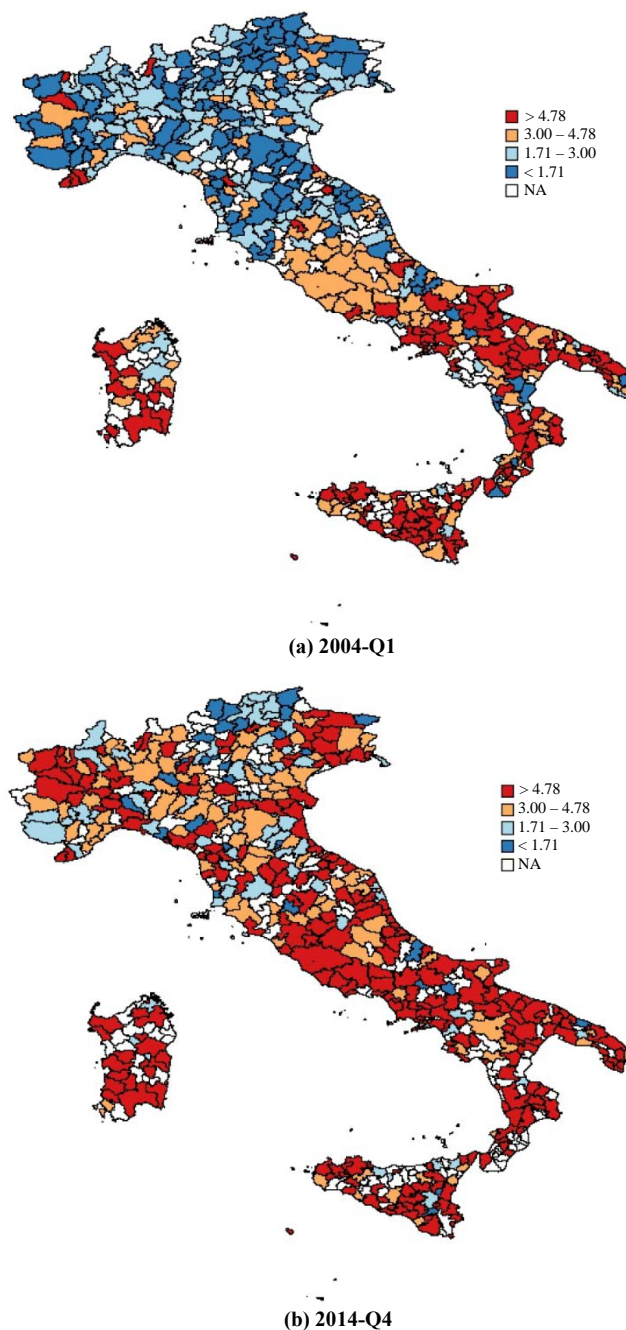 > 4.78
3.00 – 4.78
1.71 – 3.00
< 1.71
NA
(a) 2004-Q1
> 4.78
3.00 – 4.78
1.71 – 3.00
< 1.71
NA
(b) 2014-Q4